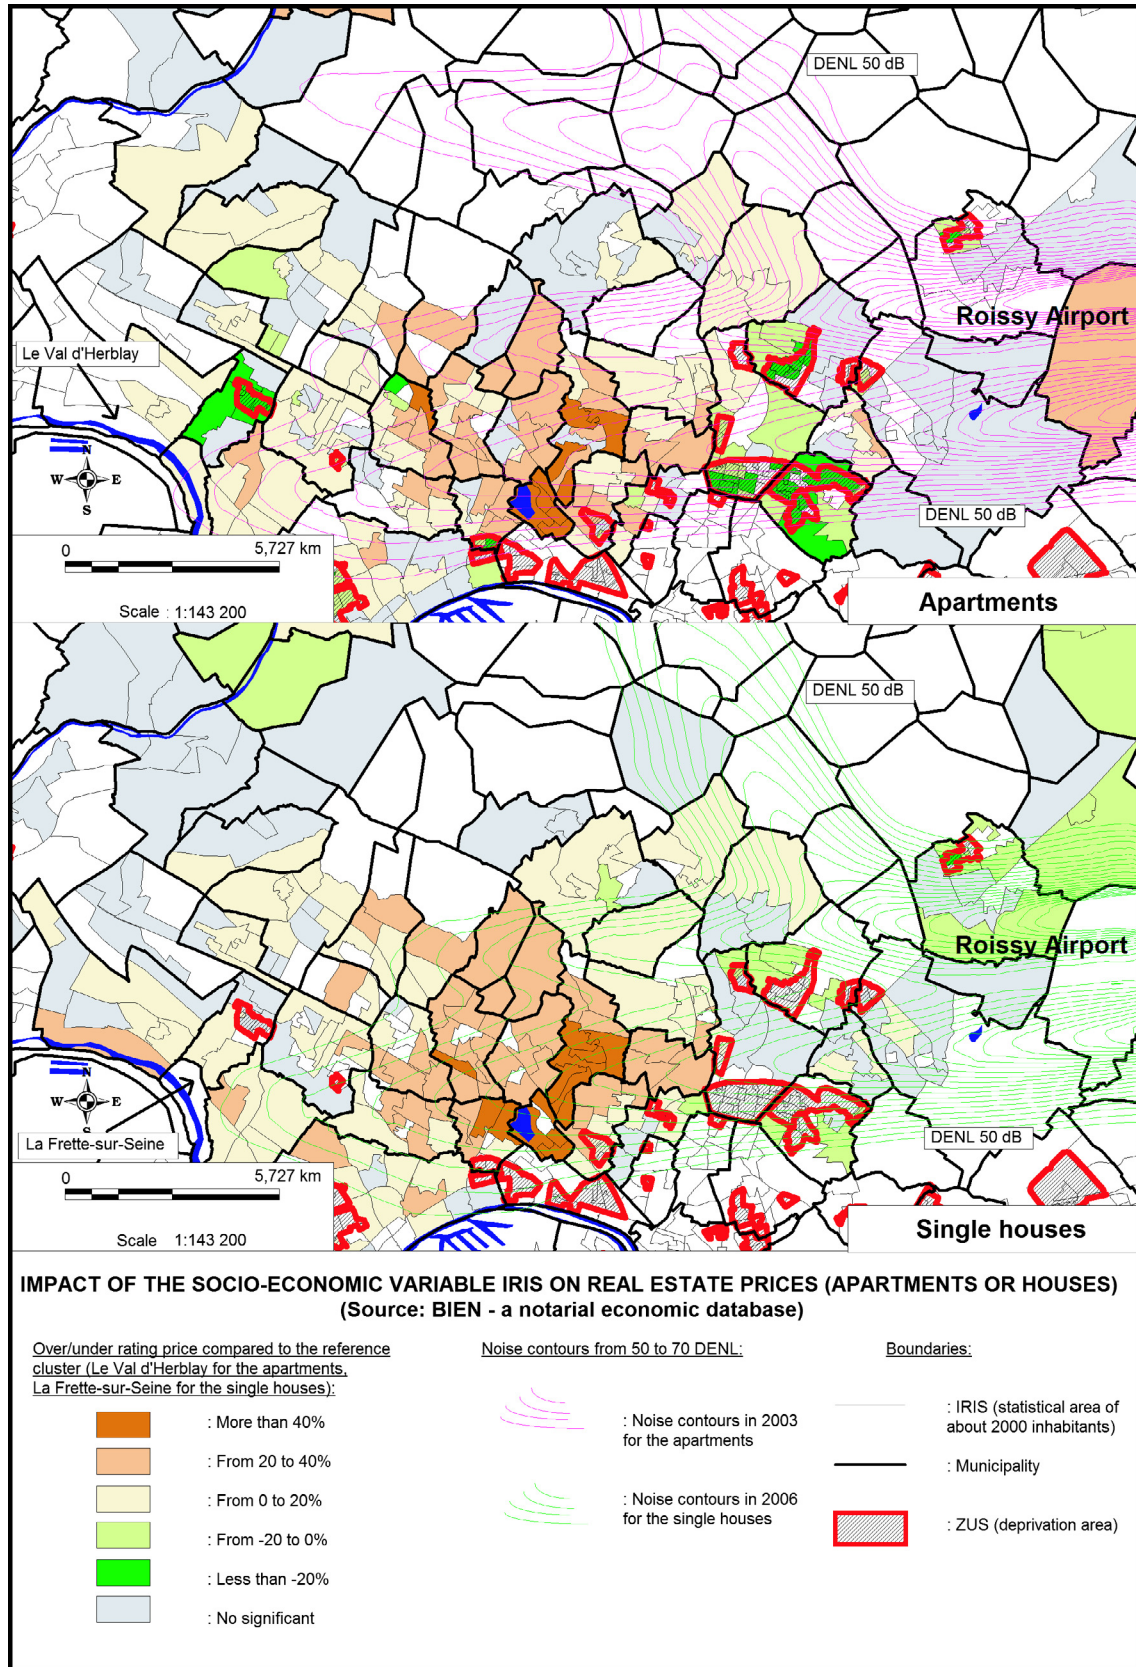 DENL 50 dB
Roissy Airport
Le Val d'Herblay
N
W E
S
DENL 50 dB
0 5,727 km
Scale : 1:143 200
Apartments
DENL 50 dB
Roissy Airport
N
W E
S
La Frette-sur-Seine
DENL 50 dB
0 5,727 km
Scale 1:143 200
Single houses
IMPACT OF THE SOCIO-ECONOMIC VARIABLE IRIS ON REAL ESTATE PRICES (APARTMENTS OR HOUSES)
(Source: BIEN - a notarial economic database)
Over/under rating price compared to the reference
cluster (Le Val d'Herblay for the apartments,
La Frette-sur-Seine for the single houses):
: More than 40%
: From 20 to 40%
: From 0 to 20%
: From -20 to 0%
: Less than -20%
: No significant
Noise contours from 50 to 70 DENL:
: Noise contours in 2003
for the apartments
: Noise contours in 2006
for the single houses
Boundaries:
: IRIS (statistical area of
about 2000 inhabitants)
: Municipality
: ZUS (deprivation area)